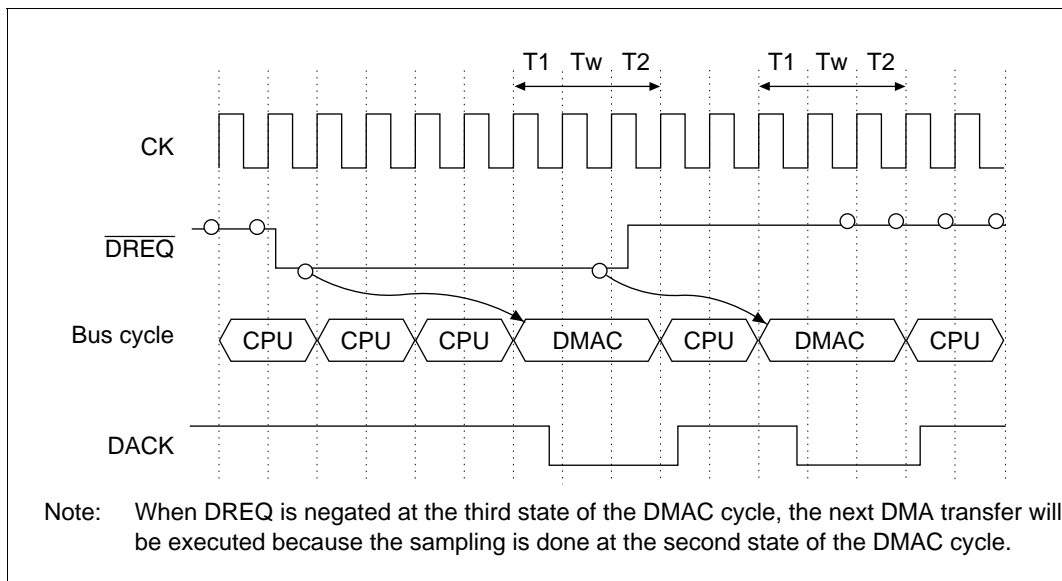 T1 Tw T2 T1 Tw T2
CK
DREQ
Bus cycle CPU CPU CPU DMAC CPU DMAC CPU
DACK
Note: When DREQ is negated at the third state of the DMAC cycle, the next DMA transfer will
be executed because the sampling is done at the second state of the DMAC cycle.